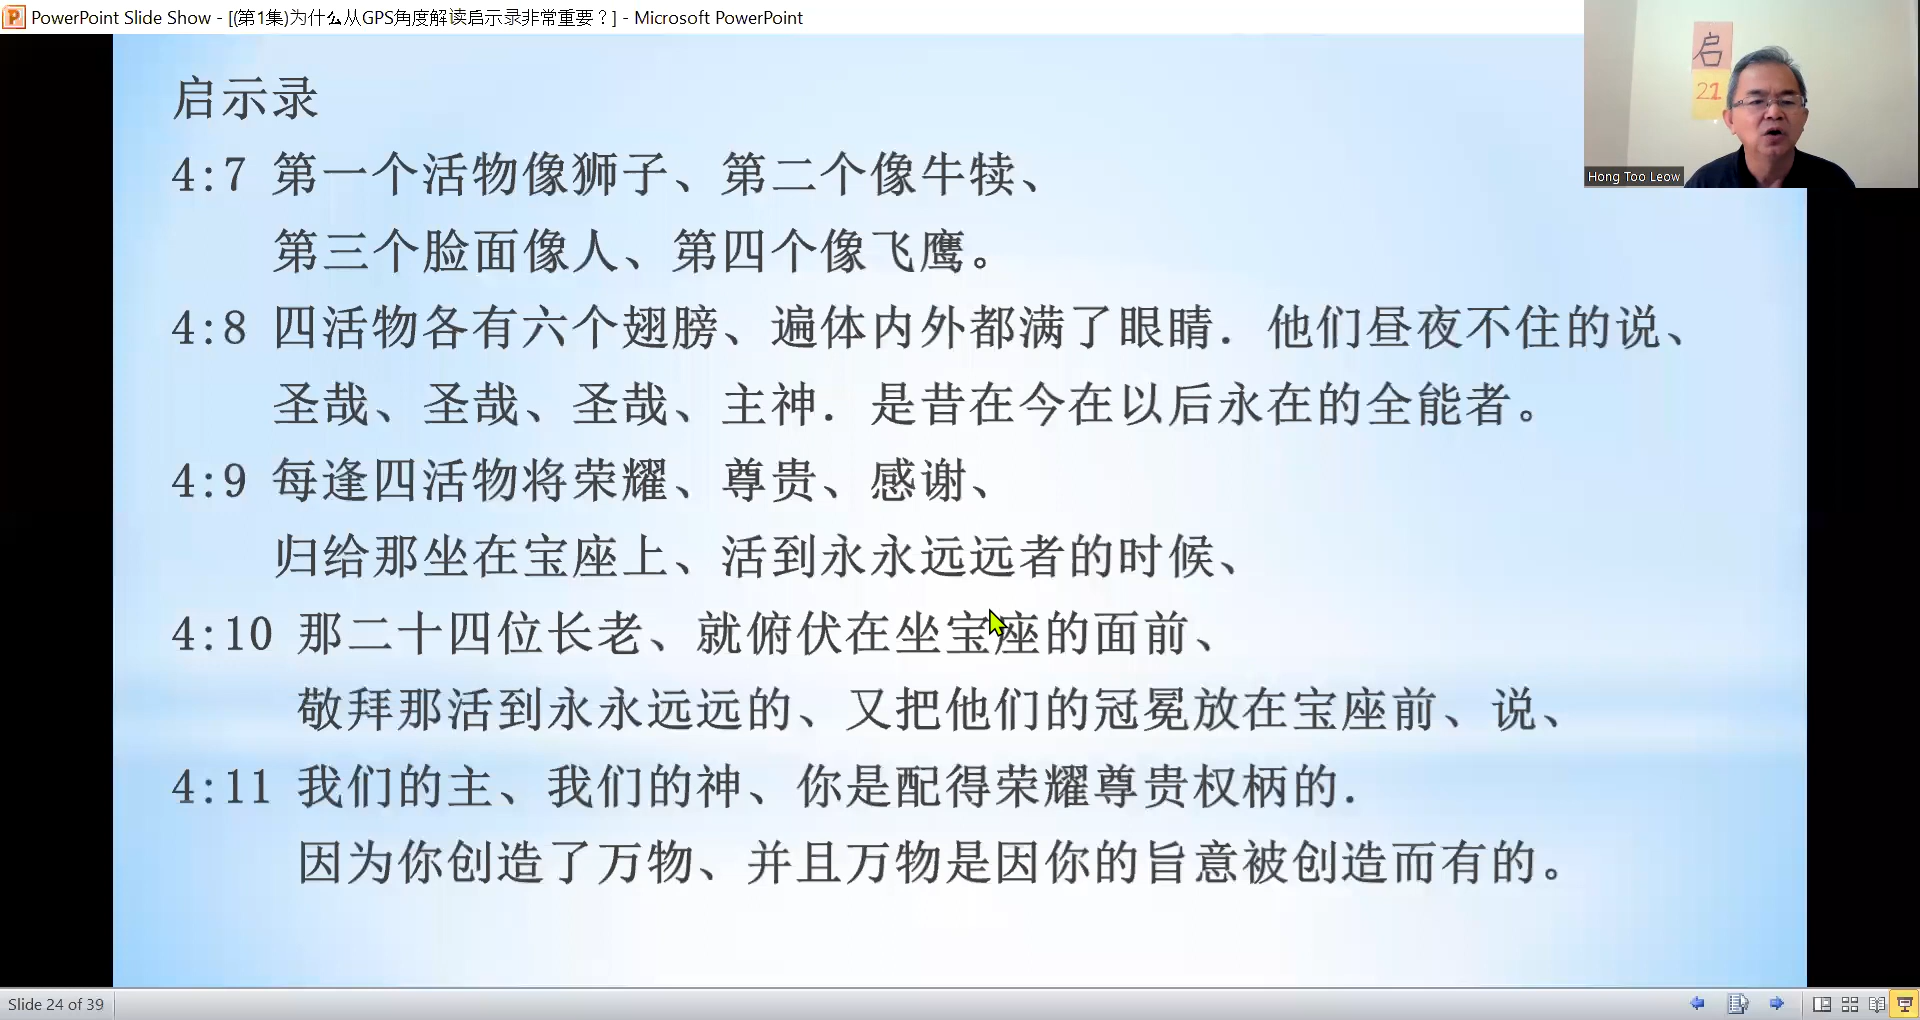 PowerPoint Slide Show - [(第1集)为什么从GPS角度解读启示录非常重要？] - Microsoft PowerPoint
启
21
Hong Too Leow
启示录
4:7 第一个活物像狮子、第二个像牛犊、
第三个脸面像人、第四个像飞鹰。
4:8 四活物各有六个翅膀、遍体内外都满了眼睛．他们昼夜不住的说、
圣哉、圣哉、圣哉、主神．是昔在今在以后永在的全能者。
4:9 每逢四活物将荣耀、尊贵、感谢、
归给那坐在宝座上、活到永永远远者的时候、
4:10 那二十四位长老、就俯伏在坐宝座的面前、
敬拜那活到永永远远的、又把他们的冠冕放在宝座前、说、
4:11 我们的主、我们的神、你是配得荣耀尊贵权柄的．
因为你创造了万物、并且万物是因你的旨意被创造而有的。
Slide 24 of 39